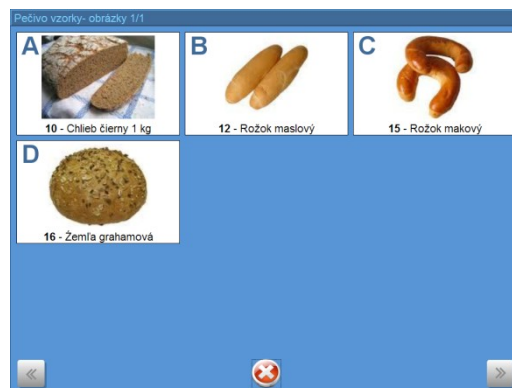 Pečivo vzorky- obrázky 1/1
A
10 - Chlieb čierny 1 kg
B
12 - Rožok maslový
C
15 - Rožok makový
D
16 - Žemľa grahamová